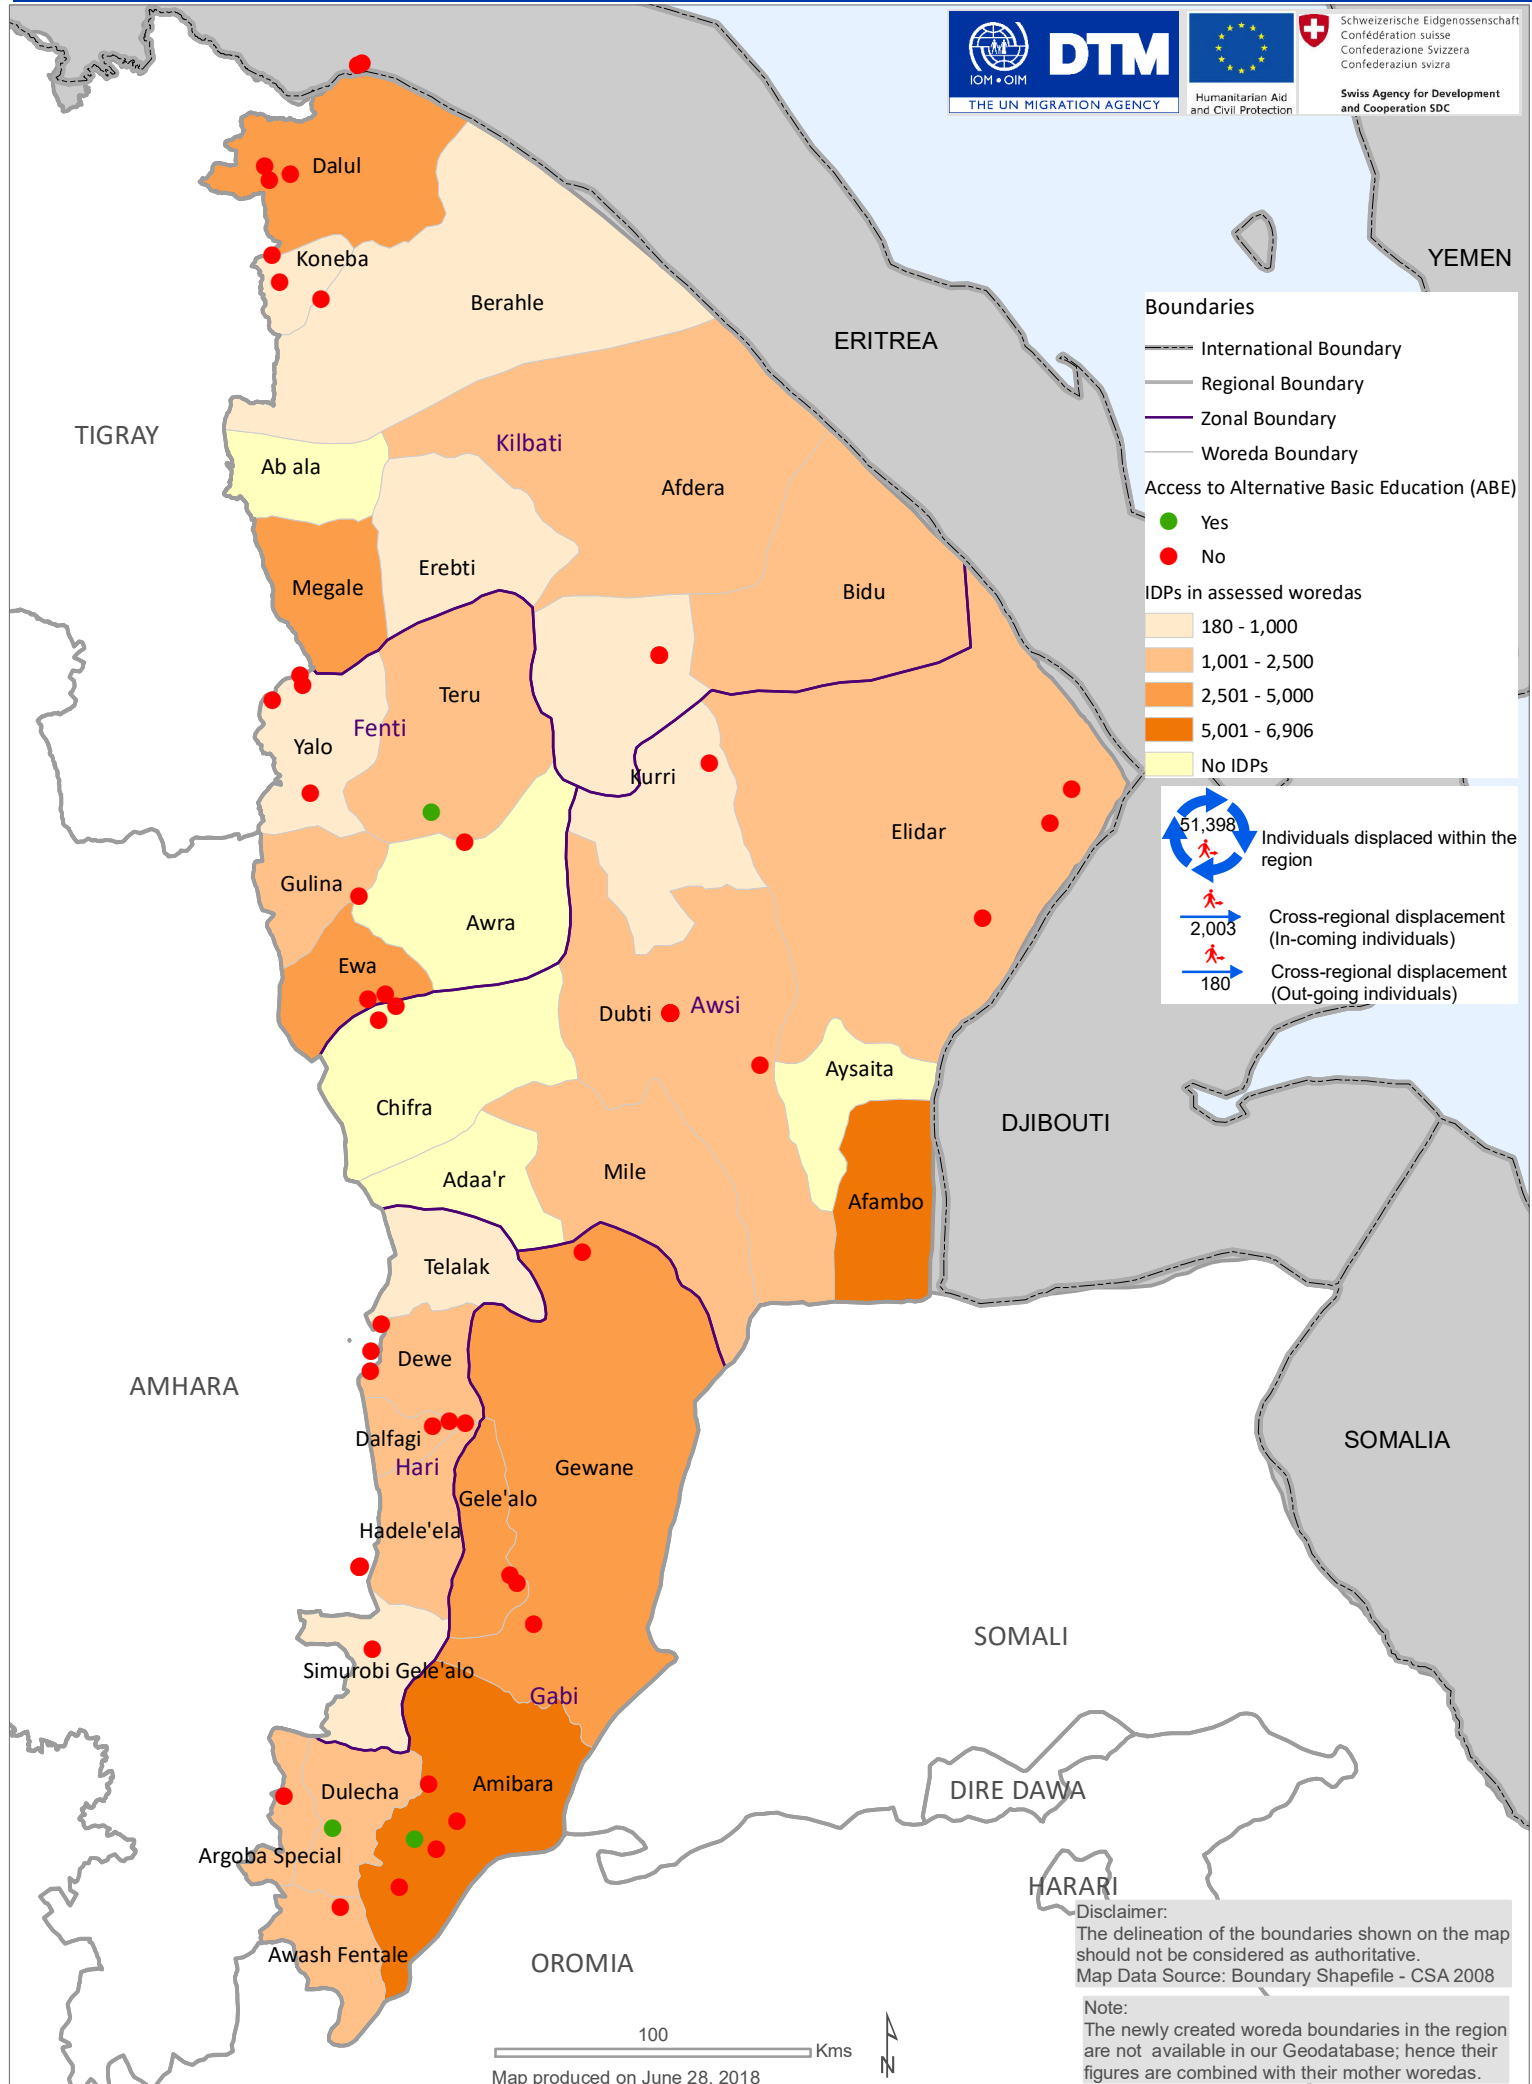 IOM • OIM
DTM
THE UN MIGRATION AGENCY
Humanitarian Aid
and Civil Protection
Schweizerische Eidgenossenschaft
Confédération suisse
Confederazione Svizzera
Confederaziun svizra
Swiss Agency for Development
and Cooperation SDC
Dalul
Koneba
Berahle
YEMEN
ERITREA
TIGRAY
Kilbati
Ab ala
Afdera
Erebti
Megale
Bidu
Boundaries
International Boundary
Regional Boundary
Zonal Boundary
Woreda Boundary
Access to Alternative Basic Education (ABE)
Yes
No
IDPs in assessed woredas
180 - 1,000
1,001 - 2,500
2,501 - 5,000
5,001 - 6,906
No IDPs
51,398
Individuals displaced within the
region
2,003
Cross-regional displacement
(In-coming individuals)
180
Cross-regional displacement
(Out-going individuals)
Teru
Fenti
Yalo
Kurri
Elidar
Gulina
Awra
Ewa
Dubti
Awsi
Aysaita
Chifra
DJIBOUTI
Adaa'r
Mile
Afambo
Telalak
Dewe
AMHARA
Dalfagi
Hari
Gewane
SOMALIA
Gele'alo
Hadele'ela
SOMALI
Simurobi Gele'alo
Gabi
Dulecha
Amibara
DIRE DAWA
Argoba Special
HARARI
Awash Fentale
OROMIA
Disclaimer:
The delineation of the boundaries shown on the map
should not be considered as authoritative.
Map Data Source: Boundary Shapefile - CSA 2008
Note:
The newly created woreda boundaries in the region
are not available in our Geodatabase; hence their
figures are combined with their mother woredas.
100
Kms
N
Map produced on June 28, 2018